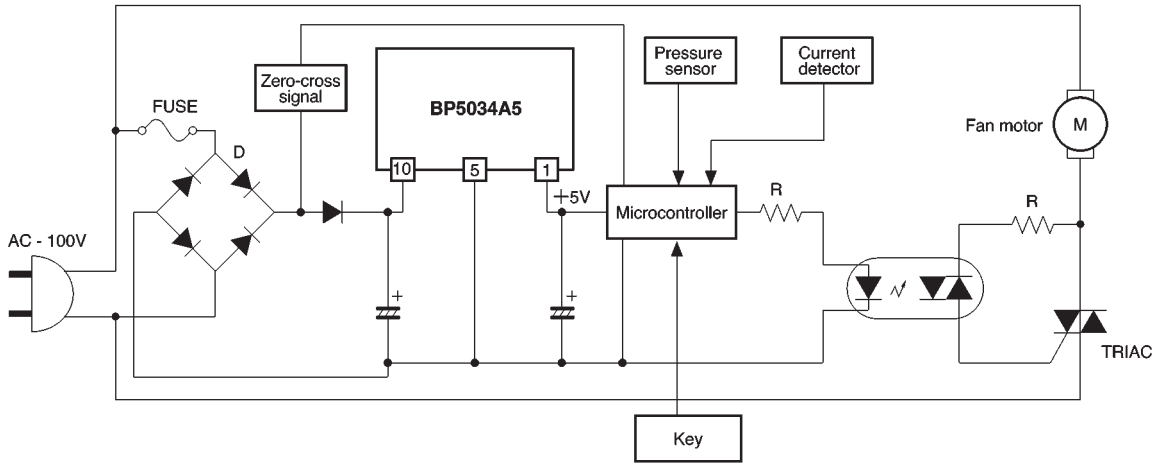 Zero-cross
signal
BP5034A5
Pressure
sensor
Current
detector
FUSE
D
Fan motor
M
10
5
1
+5V
Microcontroller
R
R
AC - 100V
+
+
TRIAC
Key